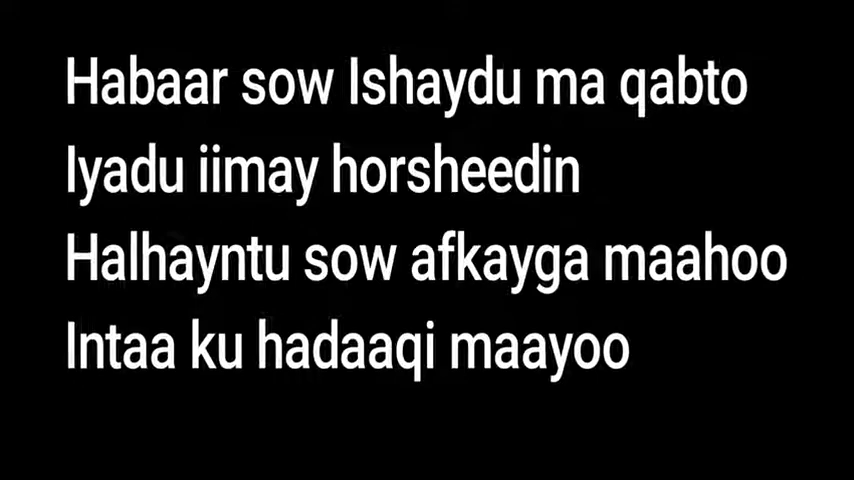 Habaar sow Ishaydu ma qabto
Iyadu iimay horsheedin
Halhayntu sow afkayga maahoo
Intaa ku hadaaqi maayoo